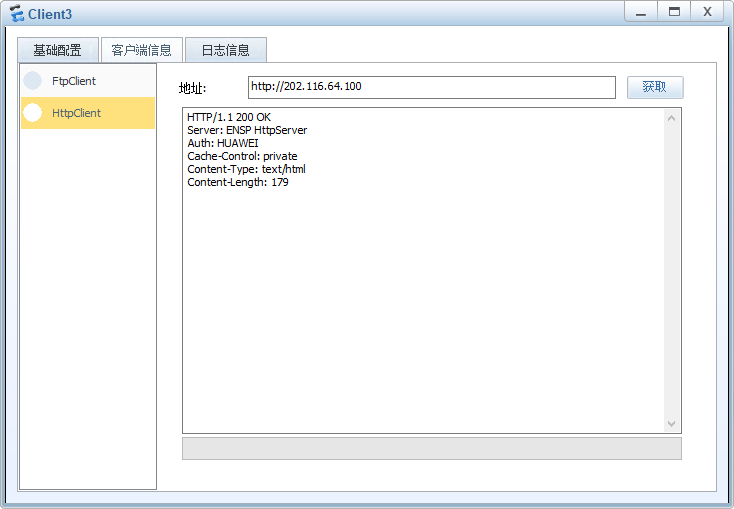 Client3
基础配置 客户端信息 日志信息
FtpClient
HttpClient
地址: http://202.116.64.100 获取
HTTP/1.1 200 OK
Server: ENSP HttpServer
Auth: HUAWEI
Cache-Control: private
Content-Type: text/html
Content-Length: 179